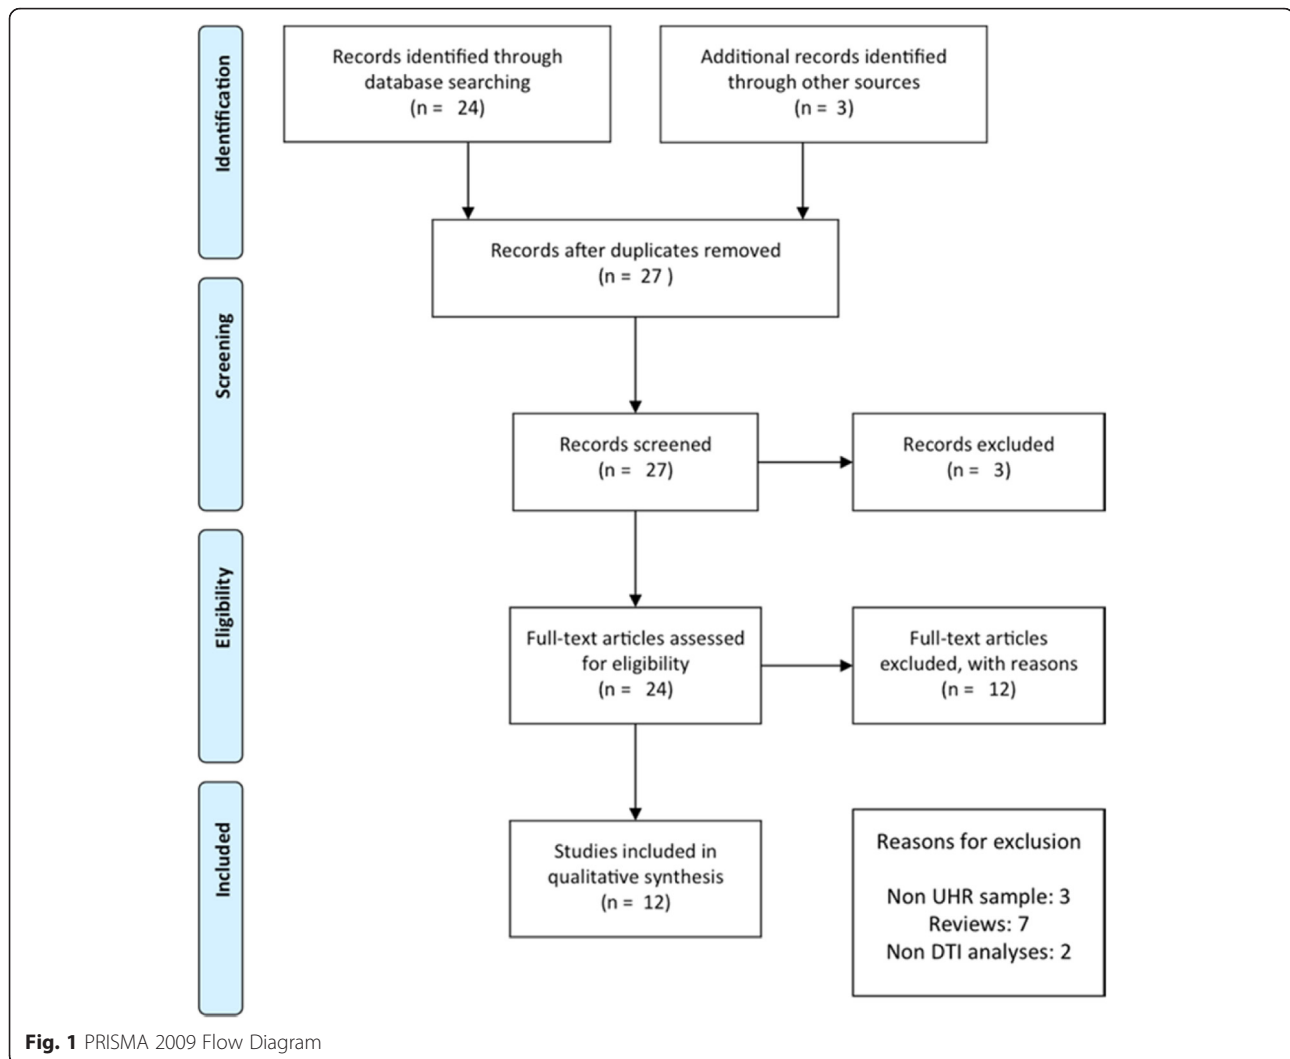 Identification
Records identified through
database searching
(n = 24)
Additional records identified
through other sources
(n = 3)
Records after duplicates removed
(n = 27 )
Screening
Records screened
(n = 27)
Records excluded
(n = 3)
Eligibility
Full-text articles assessed
for eligibility
(n = 24)
Full-text articles
excluded, with reasons
(n = 12)
Included
Studies included in
qualitative synthesis
(n = 12)
Reasons for exclusion
Non UHR sample: 3
Reviews: 7
Non DTI analyses: 2
Fig. 1 PRISMA 2009 Flow Diagram